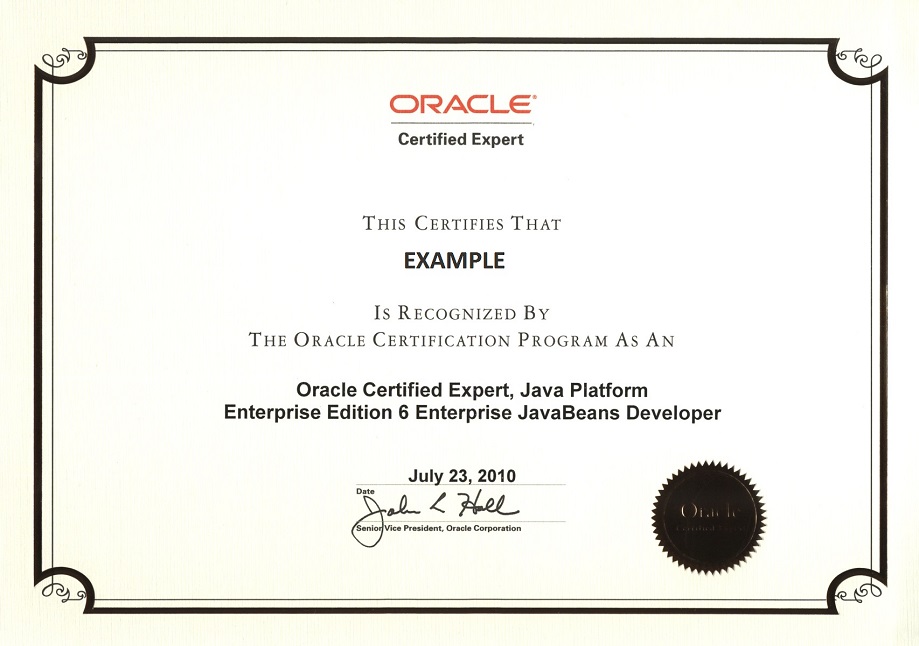 ORACLE®
Certified Expert
THIS CERTIFIES THAT
EXAMPLE
IS RECOGNIZED BY
THE ORACLE CERTIFICATION PROGRAM AS AN
Oracle Certified Expert, Java Platform
Enterprise Edition 6 Enterprise JavaBeans Developer
July 23, 2010
Date
John L Hall
Senior Vice President, Oracle Corporation
Oracle